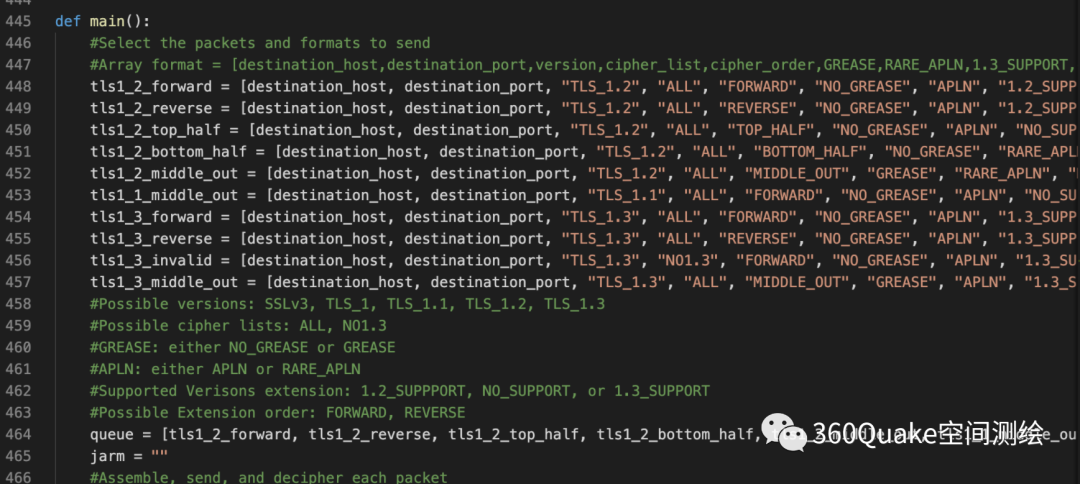 444
445 def main():
446 #Select the packets and formats to send
447 #Array format = [destination_host,destination_port,version,cipher_list,cipher_order,GREASE,RARE_APLN,1.3_SUPPORT,
448 tls1_2_forward = [destination_host, destination_port, "TLS_1.2", "ALL", "FORWARD", "NO_GREASE", "APLN", "1.2_SUPP
449 tls1_2_reverse = [destination_host, destination_port, "TLS_1.2", "ALL", "REVERSE", "NO_GREASE", "APLN", "1.2_SUPP
450 tls1_2_top_half = [destination_host, destination_port, "TLS_1.2", "ALL", "TOP_HALF", "NO_GREASE", "APLN", "NO_SUP
451 tls1_2_bottom_half = [destination_host, destination_port, "TLS_1.2", "ALL", "BOTTOM_HALF", "NO_GREASE", "RARE_APL
452 tls1_2_middle_out = [destination_host, destination_port, "TLS_1.2", "ALL", "MIDDLE_OUT", "GREASE", "RARE_APLN", "
453 tls1_1_middle_out = [destination_host, destination_port, "TLS_1.1", "ALL", "FORWARD", "NO_GREASE", "APLN", "NO_SU
454 tls1_3_forward = [destination_host, destination_port, "TLS_1.3", "ALL", "FORWARD", "NO_GREASE", "APLN", "1.3_SUPP
455 tls1_3_reverse = [destination_host, destination_port, "TLS_1.3", "ALL", "REVERSE", "NO_GREASE", "APLN", "1.3_SUPP
456 tls1_3_invalid = [destination_host, destination_port, "TLS_1.3", "NO1.3", "FORWARD", "NO_GREASE", "APLN", "1.3_SU
457 tls1_3_middle_out = [destination_host, destination_port, "TLS_1.3", "ALL", "MIDDLE_OUT", "GREASE", "APLN", "1.3_S
458 #Possible versions: SSLv3, TLS_1, TLS_1.1, TLS_1.2, TLS_1.3
459 #Possible cipher lists: ALL, NO1.3
460 #GREASE: either NO_GREASE or GREASE
461 #APLN: either APLN or RARE_APLN
462 #Supported Verisons extension: 1.2_SUPPPORT, NO_SUPPORT, or 1.3_SUPPORT
463 #Possible Extension order: FORWARD, REVERSE
464 queue = [tls1_2_forward, tls1_2_reverse, tls1_2_top_half, tls1_2_bottom_half,
360Quake空间测绘
465 jarm = ""
466 #Assemble, send, and decipher each packet